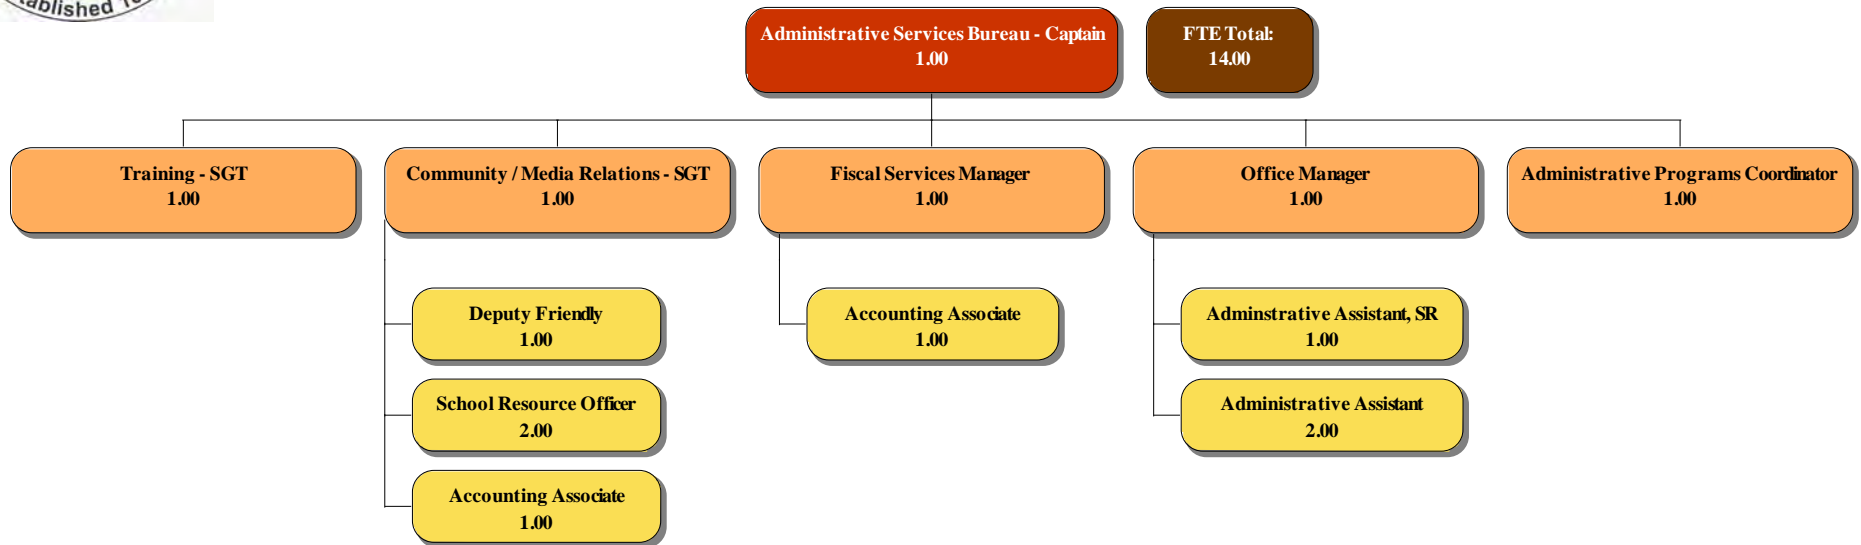 ablished
Administrative Services Bureau - Captain
1.00
FTE Total:
14.00
Training - SGT
1.00
Community / Media Relations - SGT
1.00
Fiscal Services Manager
1.00
Office Manager
1.00
Administrative Programs Coordinator
1.00
Deputy Friendly
1.00
School Resource Officer
2.00
Accounting Associate
1.00
Accounting Associate
1.00
Adminstrative Assistant, SR
1.00
Administrative Assistant
2.00